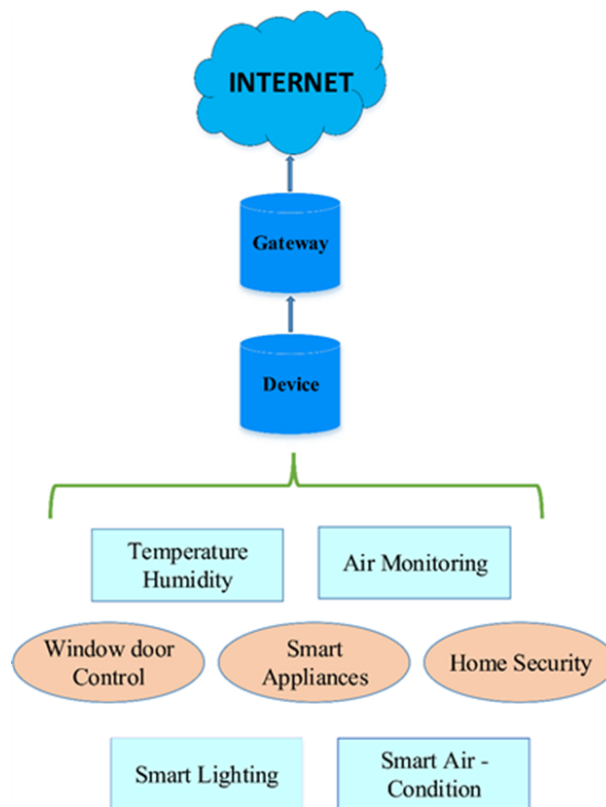 INTERNET
Gateway
Device
Temperature
Humidity
Air Monitoring
Window door
Control
Smart
Appliances
Home Security
Smart Lighting
Smart Air -
Condition